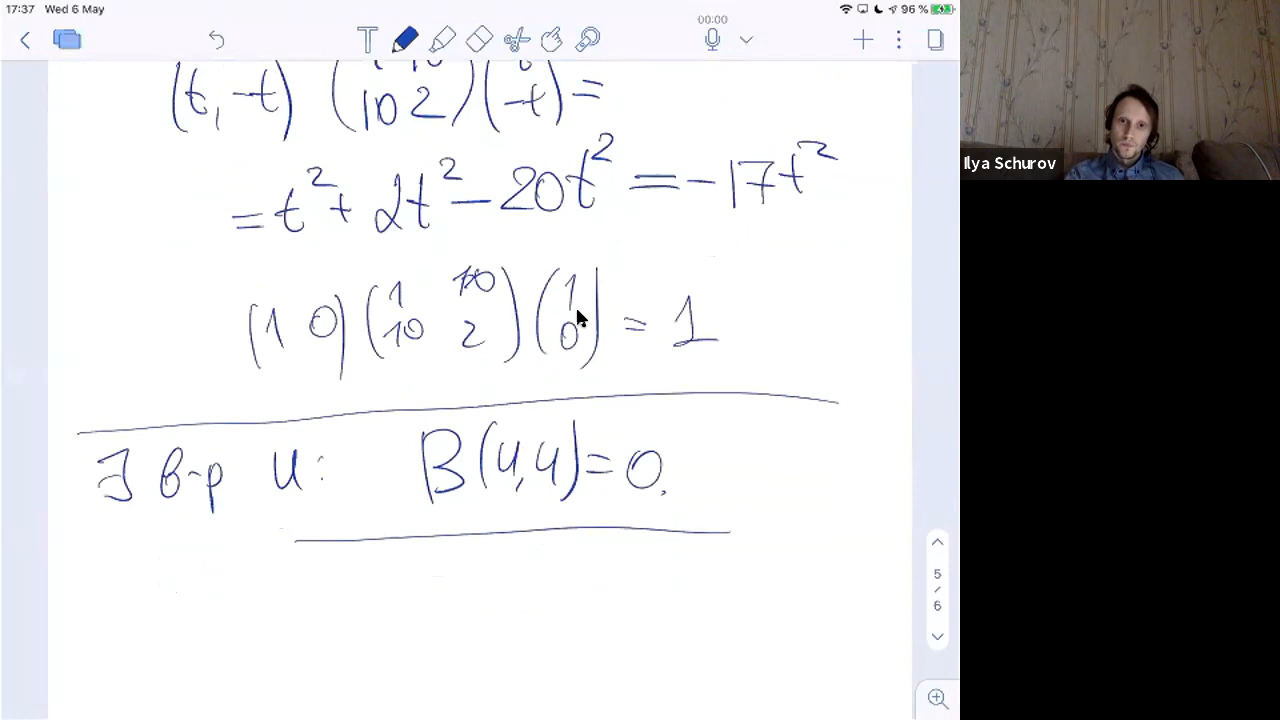 17:37 Wed 6 May 96 %
00:00
T
(t, -t) (10 2) (-t) =
= t² + 2t² - 20t² = -17t²
(1 0) (1 10
10 2) (1
0) = 1
∃ в-р u: B(u,u)=0.
Ilya Schurov
5
/
6